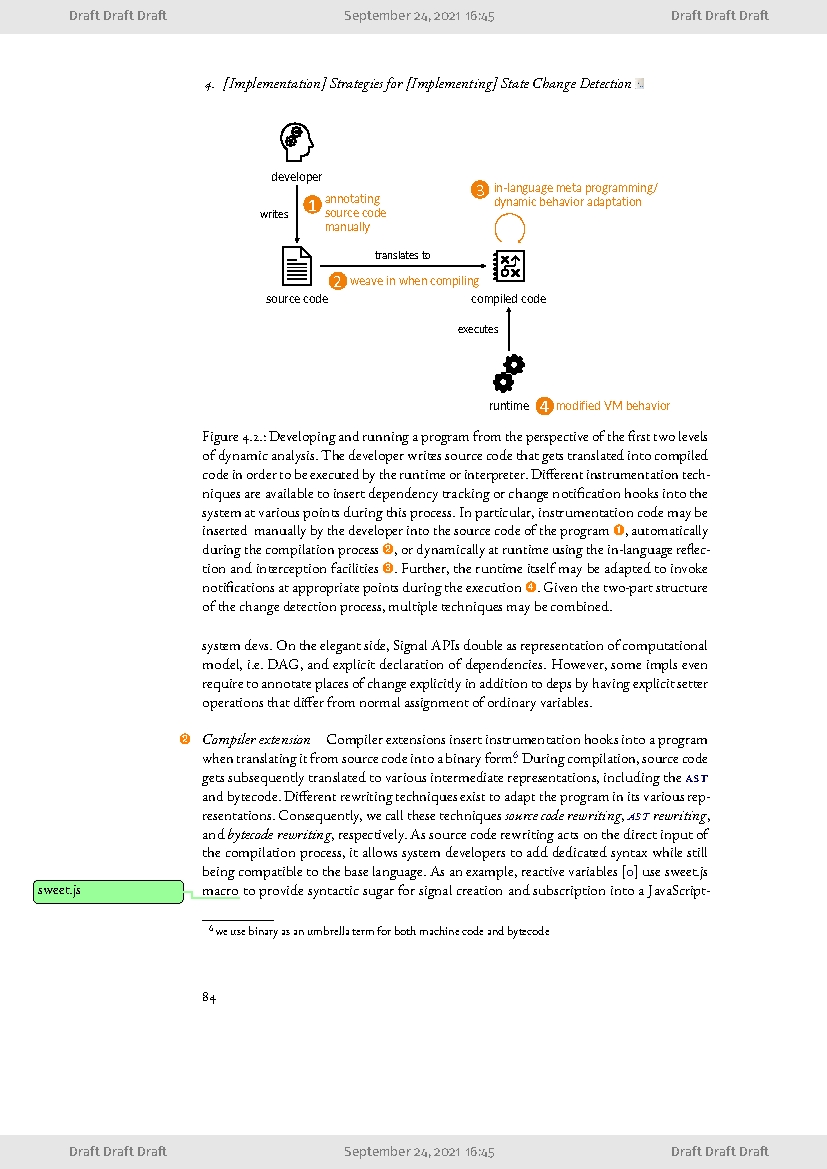 Draft Draft Draft September 24, 2021 16:45 Draft Draft Draft
4. [Implementation] Strategies for [Implementing] State Change Detection
developer
writes
1 annotating
source code
manually
3 in-language meta programming/
dynamic behavior adaptation
translates to
2 weave in when compiling
source code
compiled code
executes
runtime 4 modified VM behavior
Figure 4.2.: Developing and running a program from the perspective of the first two levels
of dynamic analysis. The developer writes source code that gets translated into compiled
code in order to be executed by the runtime or interpreter. Different instrumentation tech-
niques are available to insert dependency tracking or change notification hooks into the
system at various points during this process. In particular, instrumentation code may be
inserted manually by the developer into the source code of the program 1, automatically
during the compilation process 2, or dynamically at runtime using the in-language reflec-
tion and interception facilities 3. Further, the runtime itself may be adapted to invoke
notifications at appropriate points during the execution 4. Given the two-part structure
of the change detection process, multiple techniques may be combined.
system devs. On the elegant side, Signal APIs double as representation of computational
model, i.e. DAG, and explicit declaration of dependencies. However, some impls even
require to annotate places of change explicitly in addition to deps by having explicit setter
operations that differ from normal assignment of ordinary variables.
2 Compiler extension Compiler extensions insert instrumentation hooks into a program
when translating it from source code into a binary form6 During compilation, source code
gets subsequently translated to various intermediate representations, including the AST
and bytecode. Different rewriting techniques exist to adapt the program in its various rep-
resentations. Consequently, we call these techniques source code rewriting, AST rewriting,
and bytecode rewriting, respectively. As source code rewriting acts on the direct input of
the compilation process, it allows system developers to add dedicated syntax while still
being compatible to the base language. As an example, reactive variables [0] use sweet.js
macro to provide syntactic sugar for signal creation and subscription into a JavaScript-
sweet.js
6 we use binary as an umbrella term for both machine code and bytecode
84
Draft Draft Draft September 24, 2021 16:45 Draft Draft Draft